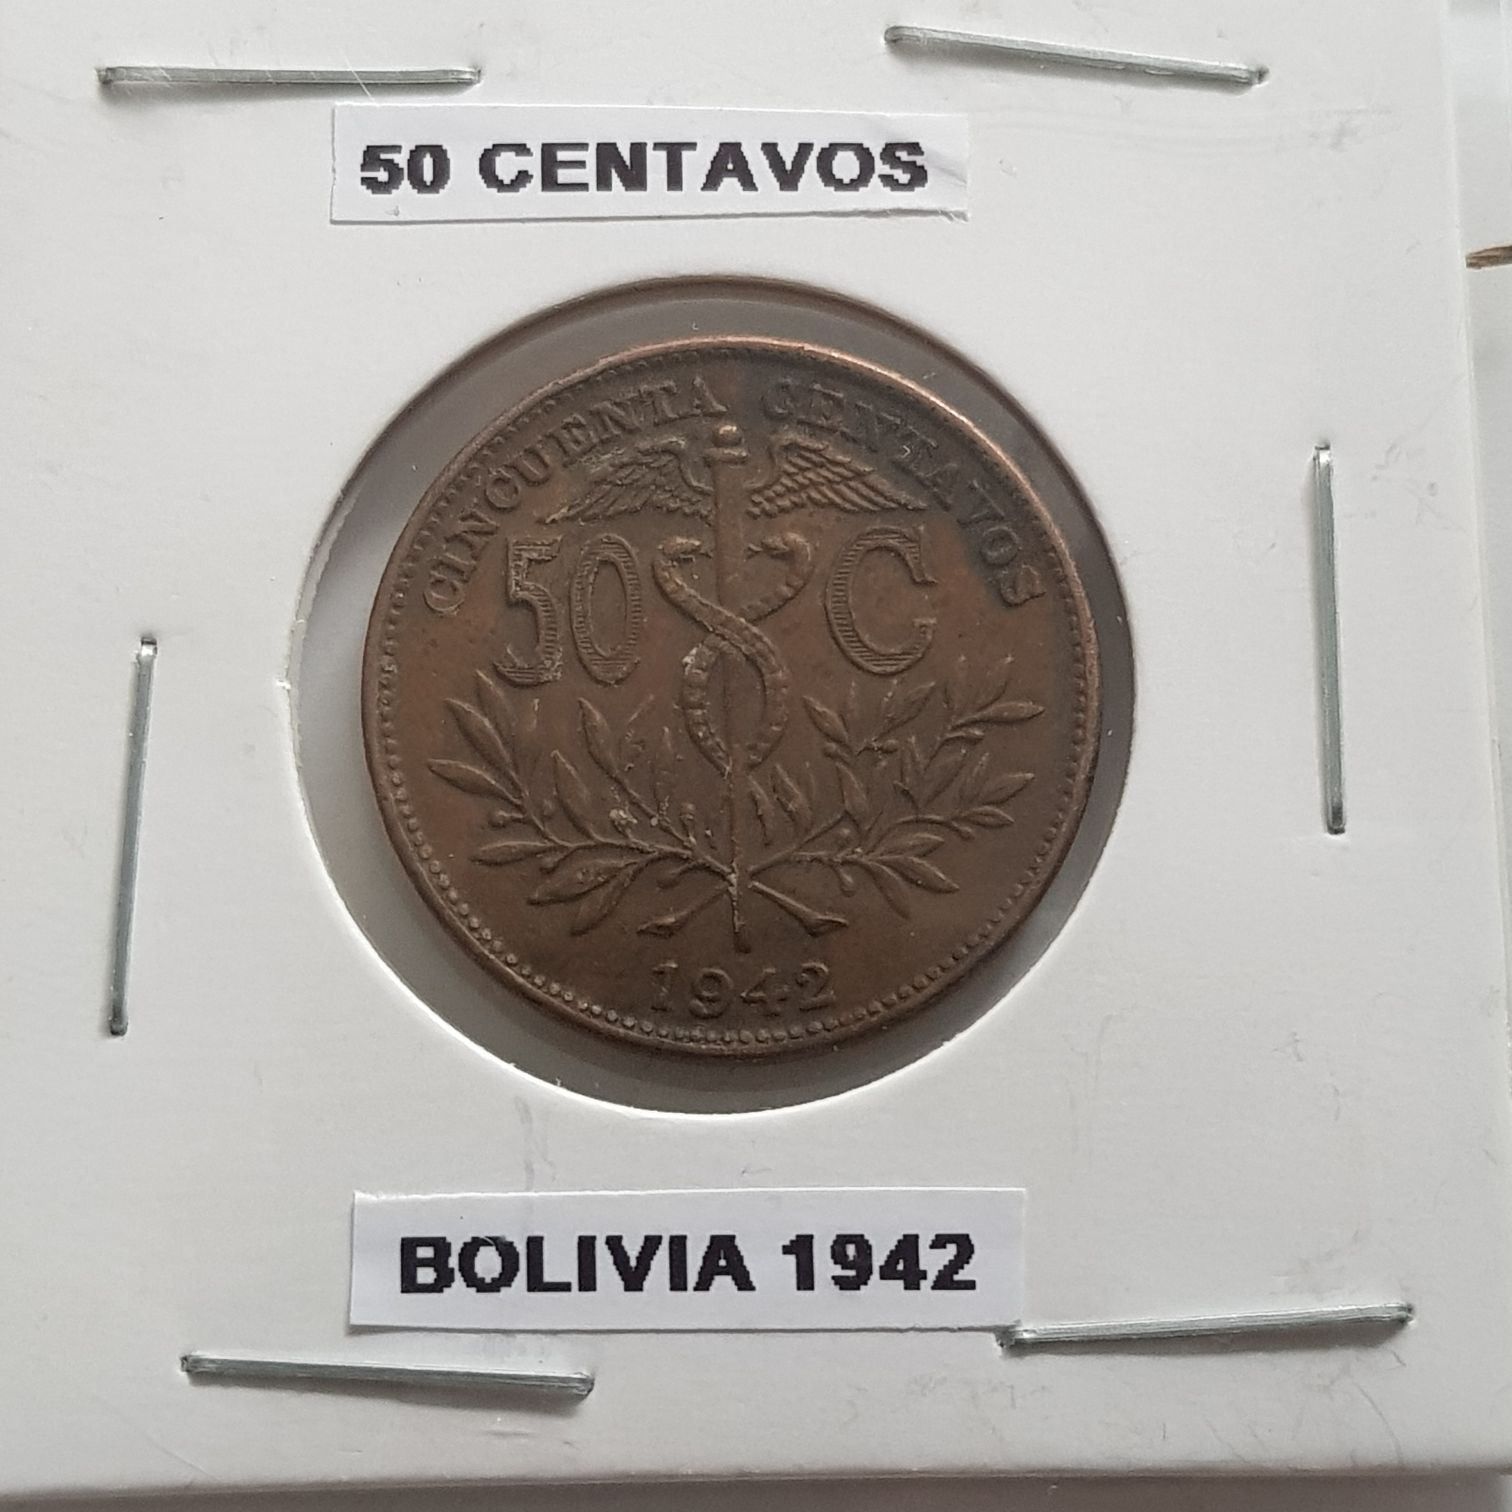 50 CENTAVOS
CINCUENTA CENTAVOS
50 C
1942
BOLIVIA 1942